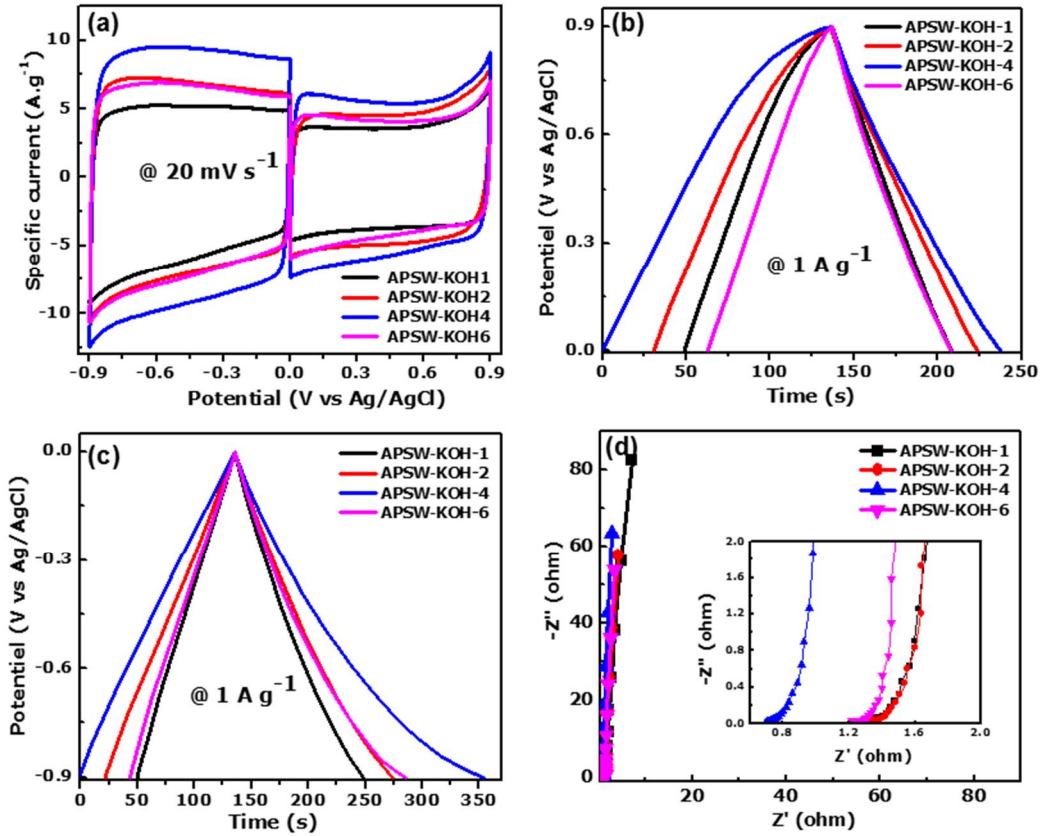 (a)
Specific current (A.g-1)
10
5
0
-5
-10
@ 20 mV s-1
APSW-KOH1
APSW-KOH2
APSW-KOH4
APSW-KOH6
-0.9 -0.6 -0.3 0.0 0.3 0.6 0.9
Potential (V vs Ag/AgCl)
(b)
Potentiel (V vs Ag/AgCl)
0.9
0.6
0.3
0.0
APSW-KOH-1
APSW-KOH-2
APSW-KOH-4
APSW-KOH-6
@ 1 A g-1
0 50 100 150 200 250
Time (s)
(c)
Potentiel (V vs Ag/AgCl)
0.0
-0.3
-0.6
-0.9
APSW-KOH-1
APSW-KOH-2
APSW-KOH-4
APSW-KOH-6
@ 1 A g-1
0 50 100 150 200 250 300 350
Time (s)
(d)
-Z'' (ohm)
80
60
40
20
0
APSW-KOH-1
APSW-KOH-2
APSW-KOH-4
APSW-KOH-6
-Z'' (ohm)
2.0
1.6
1.2
0.8
0.4
0.0
0.8 1.2 1.6 2.0
Z' (ohm)
20 40 60 80
Z' (ohm)